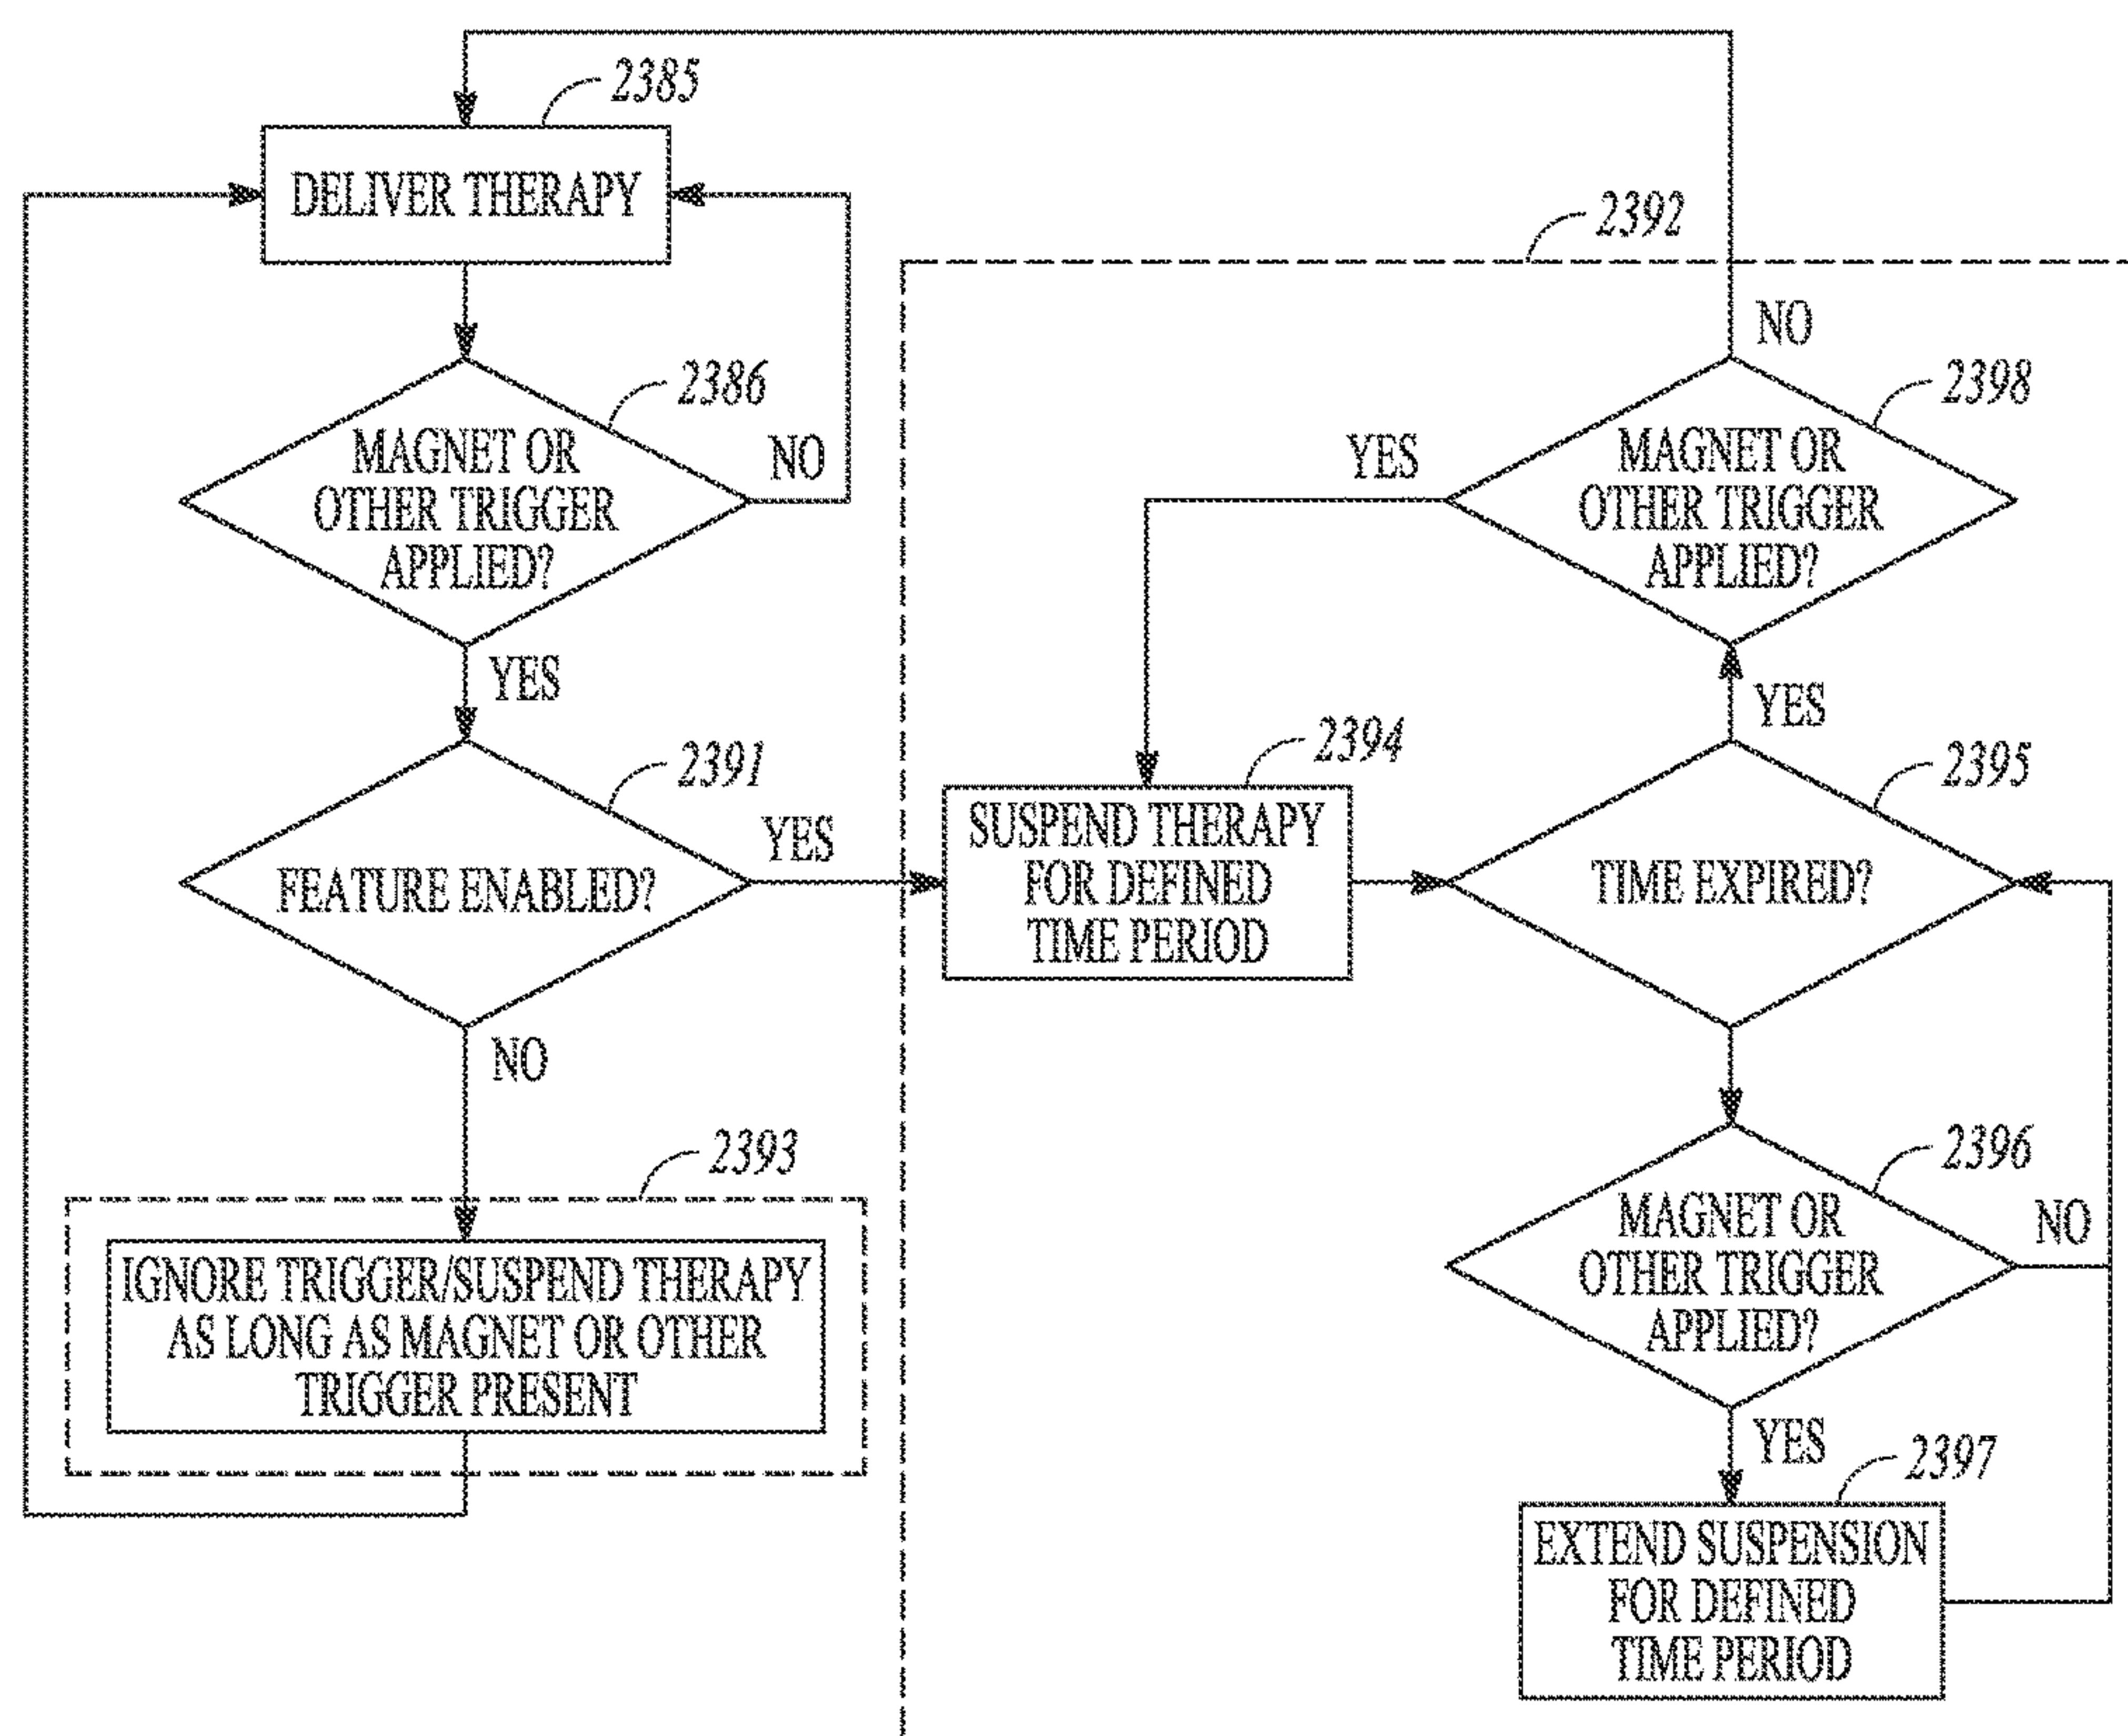 2385
DELIVER THERAPY
2386
MAGNET OR
OTHER TRIGGER
APPLIED?
NO
YES
2391
FEATURE ENABLED?
YES
NO
2393
IGNORE TRIGGER/SUSPEND THERAPY
AS LONG AS MAGNET OR OTHER
TRIGGER PRESENT
2392
NO
2398
MAGNET OR
OTHER TRIGGER
APPLIED?
YES
2394
SUSPEND THERAPY
FOR DEFINED
TIME PERIOD
YES
2395
TIME EXPIRED?
2396
MAGNET OR
OTHER TRIGGER
APPLIED?
NO
YES
2397
EXTEND SUSPENSION
FOR DEFINED
TIME PERIOD